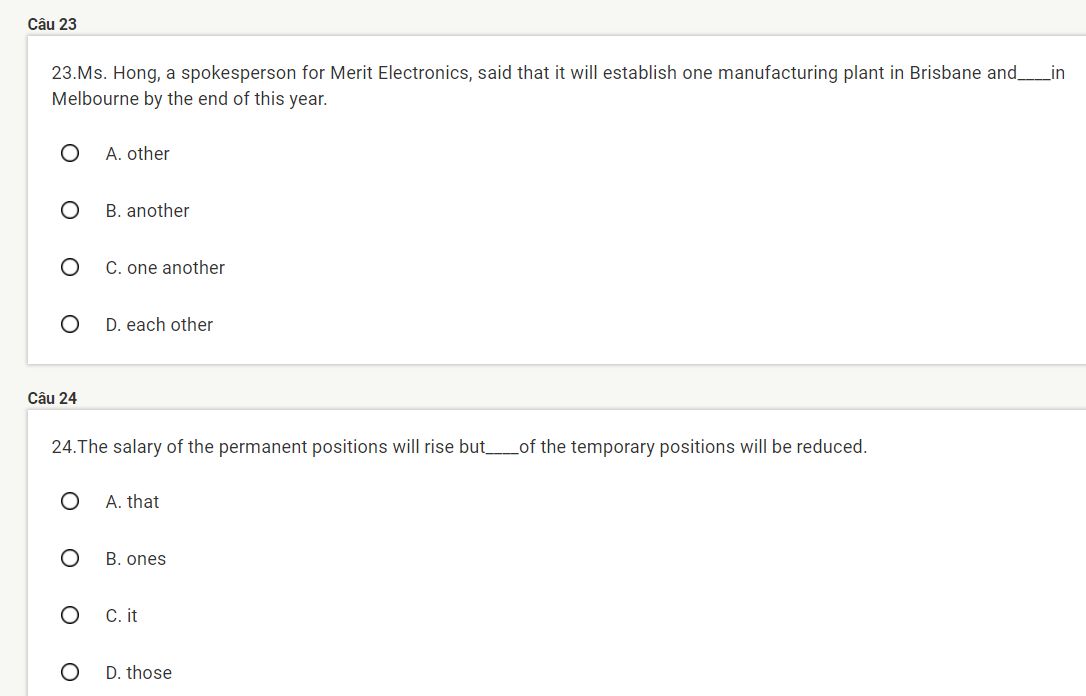 Câu 23
23.Ms. Hong, a spokesperson for Merit Electronics, said that it will establish one manufacturing plant in Brisbane and____in
Melbourne by the end of this year.
A. other
B. another
C. one another
D. each other
Câu 24
24.The salary of the permanent positions will rise but____of the temporary positions will be reduced.
A. that
B. ones
C. it
D. those